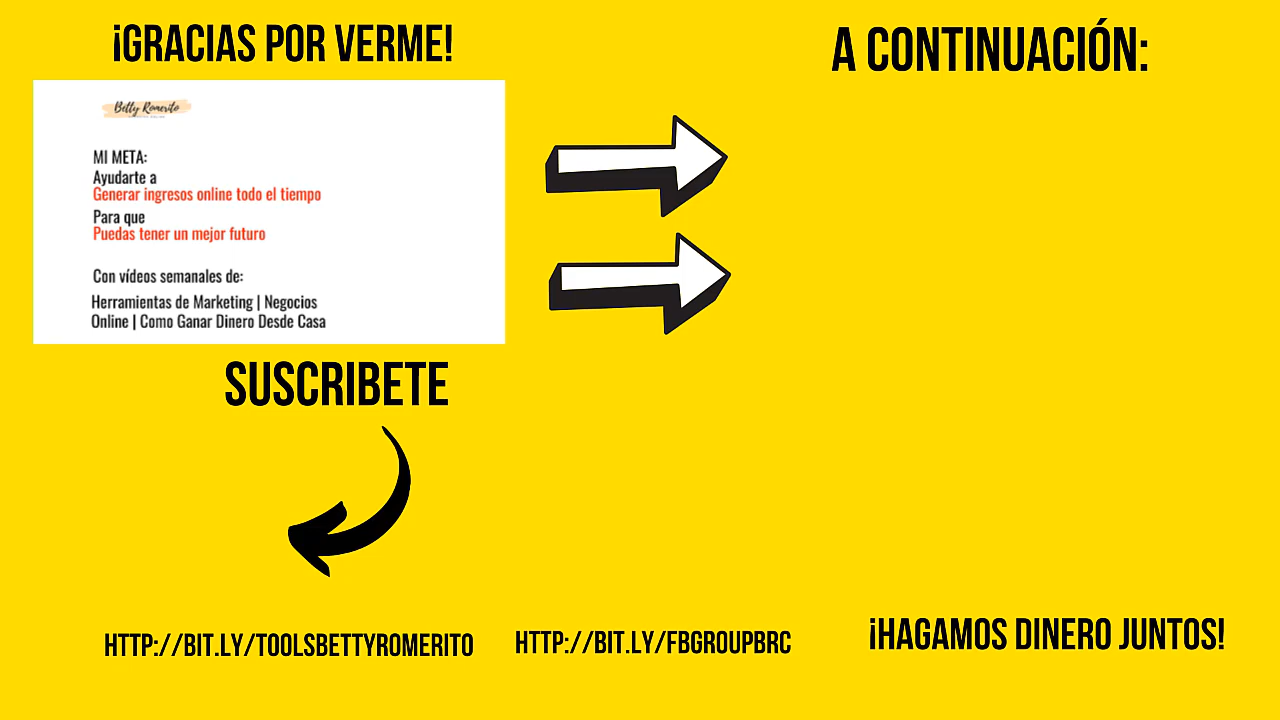 ¡GRACIAS POR VERME!
A CONTINUACIÓN:
Betty Romerito
MI META:
Ayudarte a
Generar ingresos online todo el tiempo
Para que
Puedas tener un mejor futuro
Con vídeos semanales de:
Herramientas de Marketing | Negocios
Online | Como Ganar Dinero Desde Casa
SUSCRIBETE
HTTP://BIT.LY/TOOLSBETTYROMERITO
HTTP://BIT.LY/FBGROUPBRC
¡HAGAMOS DINERO JUNTOS!